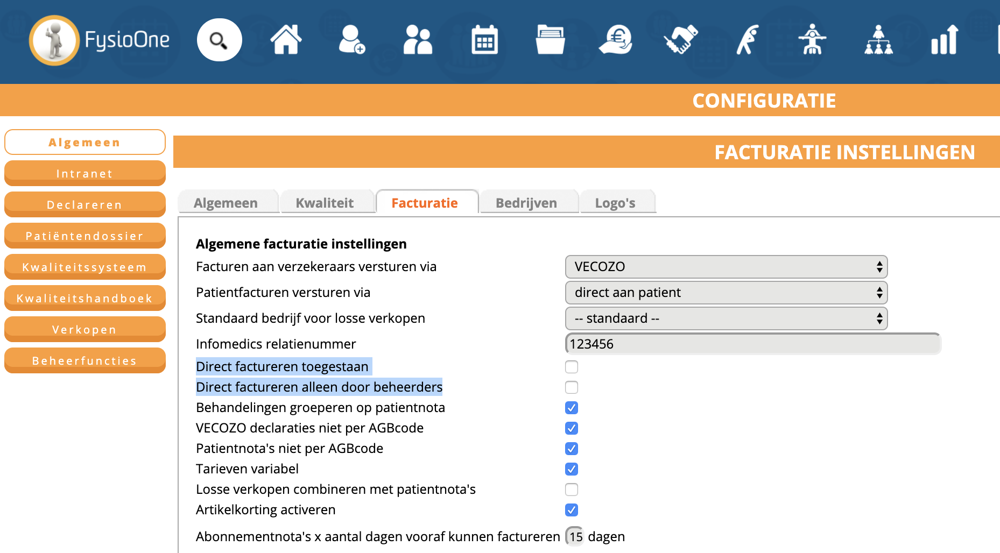 FysioOne
CONFIGURATIE
Algemeen
Intranet
Declareren
Patiëntendossier
Kwaliteitssysteem
Kwaliteitshandboek
Verkopen
Beheerfuncties
FACTURATIE INSTELLINGEN
Algemeen Kwaliteit Facturatie Bedrijven Logo's
Algemene facturatie instellingen
Facturen aan verzekeraars versturen via VECOZO
Patientfacturen versturen via direct aan patient
Standaard bedrijf voor losse verkopen -- standaard --
Infomedics relatienummer 123456
Direct factureren toegestaan
Direct factureren alleen door beheerders
Behandelingen groeperen op patientnota
VECOZO declaraties niet per AGBcode
Patientnota's niet per AGBcode
Tarieven variabel
Losse verkopen combineren met patientnota's
Artikelkorting activeren
Abonnementnota's x aantal dagen vooraf kunnen factureren 15 dagen